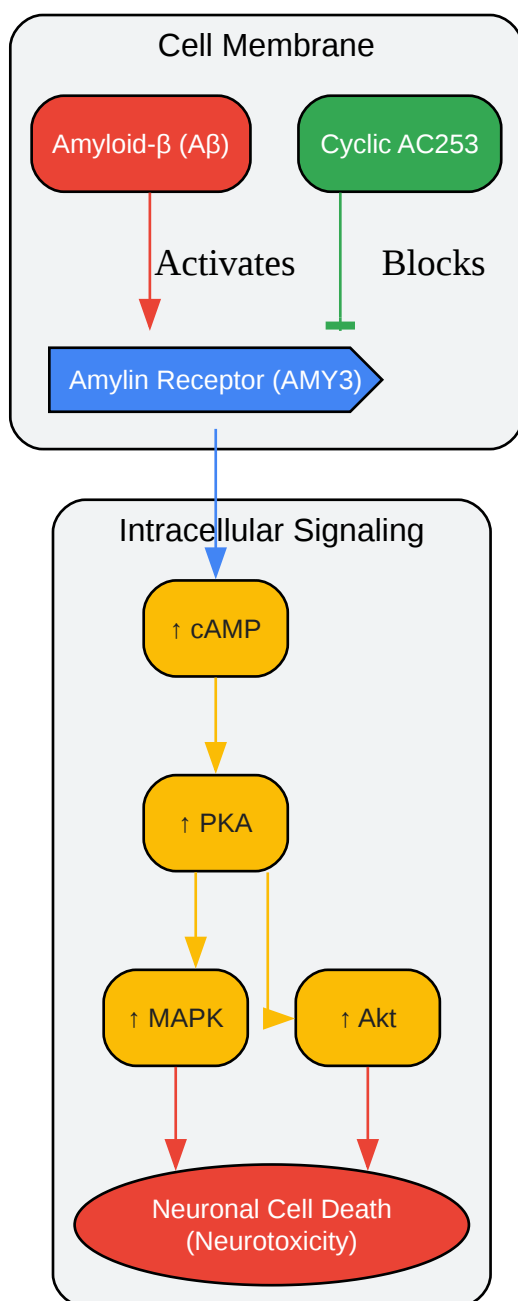 Cell Membrane
Amyloid-β (Aβ)
Cyclic AC253
Activates
Blocks
Amylin Receptor (AMY3)
Intracellular Signaling
↑ cAMP
↑ PKA
↑ MAPK
↑ Akt
Neuronal Cell Death
(Neurotoxicity)